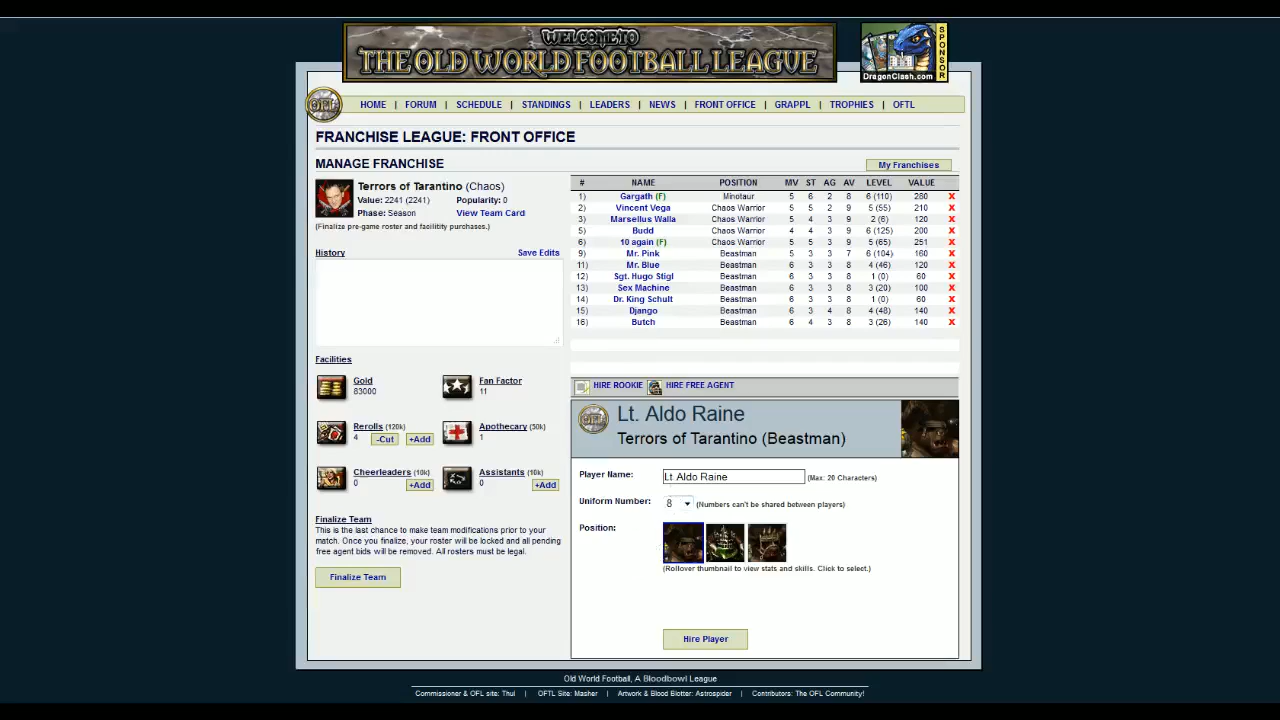 WELCOME TO
THE OLD WORLD FOOTBALL LEAGUE
DragonClash.com
SPONSOR
OFL
HOME | FORUM | SCHEDULE | STANDINGS | LEADERS | NEWS | FRONT OFFICE | GRAPPL | TROPHIES | OFTL
FRANCHISE LEAGUE: FRONT OFFICE
MANAGE FRANCHISE
My Franchises
Terrors of Tarantino (Chaos)
Value: 2241 (2241) Popularity: 0
Phase: Season View Team Card
(Finalize pre-game roster and facilitity purchases.)
History Save Edits
Facilities
Gold
83000
Fan Factor
11
Rerolls (120k)
4 -Cut +Add
Apothecary (50k)
1
Cheerleaders (10k)
0 +Add
Assistants (10k)
0 +Add
Finalize Team
This is the last chance to make team modifications prior to your
match. Once you finalize, your roster will be locked and all pending
free agent bids will be removed. All rosters must be legal.
Finalize Team
# NAME POSITION MV ST AG AV LEVEL VALUE
1) Gargath (F) Minotaur 5 6 2 8 6 (110) 280 X
2) Vincent Vega Chaos Warrior 5 5 2 9 5 (55) 210 X
3) Marsellus Walla Chaos Warrior 5 4 3 9 2 (6) 120 X
5) Budd Chaos Warrior 4 4 3 9 6 (125) 200 X
6) 10 again (F) Chaos Warrior 5 5 3 9 5 (65) 251 X
9) Mr. Pink Beastman 5 3 3 7 6 (104) 160 X
11) Mr. Blue Beastman 6 3 3 8 4 (46) 120 X
12) Sgt. Hugo Stigl Beastman 6 3 3 8 1 (0) 60 X
13) Sex Machine Beastman 6 3 3 8 3 (20) 100 X
14) Dr. King Schult Beastman 6 3 3 8 1 (0) 60 X
15) Django Beastman 6 3 4 8 4 (48) 140 X
16) Butch Beastman 6 4 3 8 3 (26) 140 X
HIRE ROOKIE HIRE FREE AGENT
OFL
Lt. Aldo Raine
Terrors of Tarantino (Beastman)
Player Name: Lt Aldo Raine (Max: 20 Characters)
Uniform Number: 8 (Numbers can't be shared between players)
Position:
(Rollover thumbnail to view stats and skills. Click to select.)
Hire Player
Old World Football, A Bloodbowl League
Commissioner & OFL site: Thul | OFTL Site: Masher | Artwork & Blood Blotter: Astrospider | Contributors: The OFL Community!